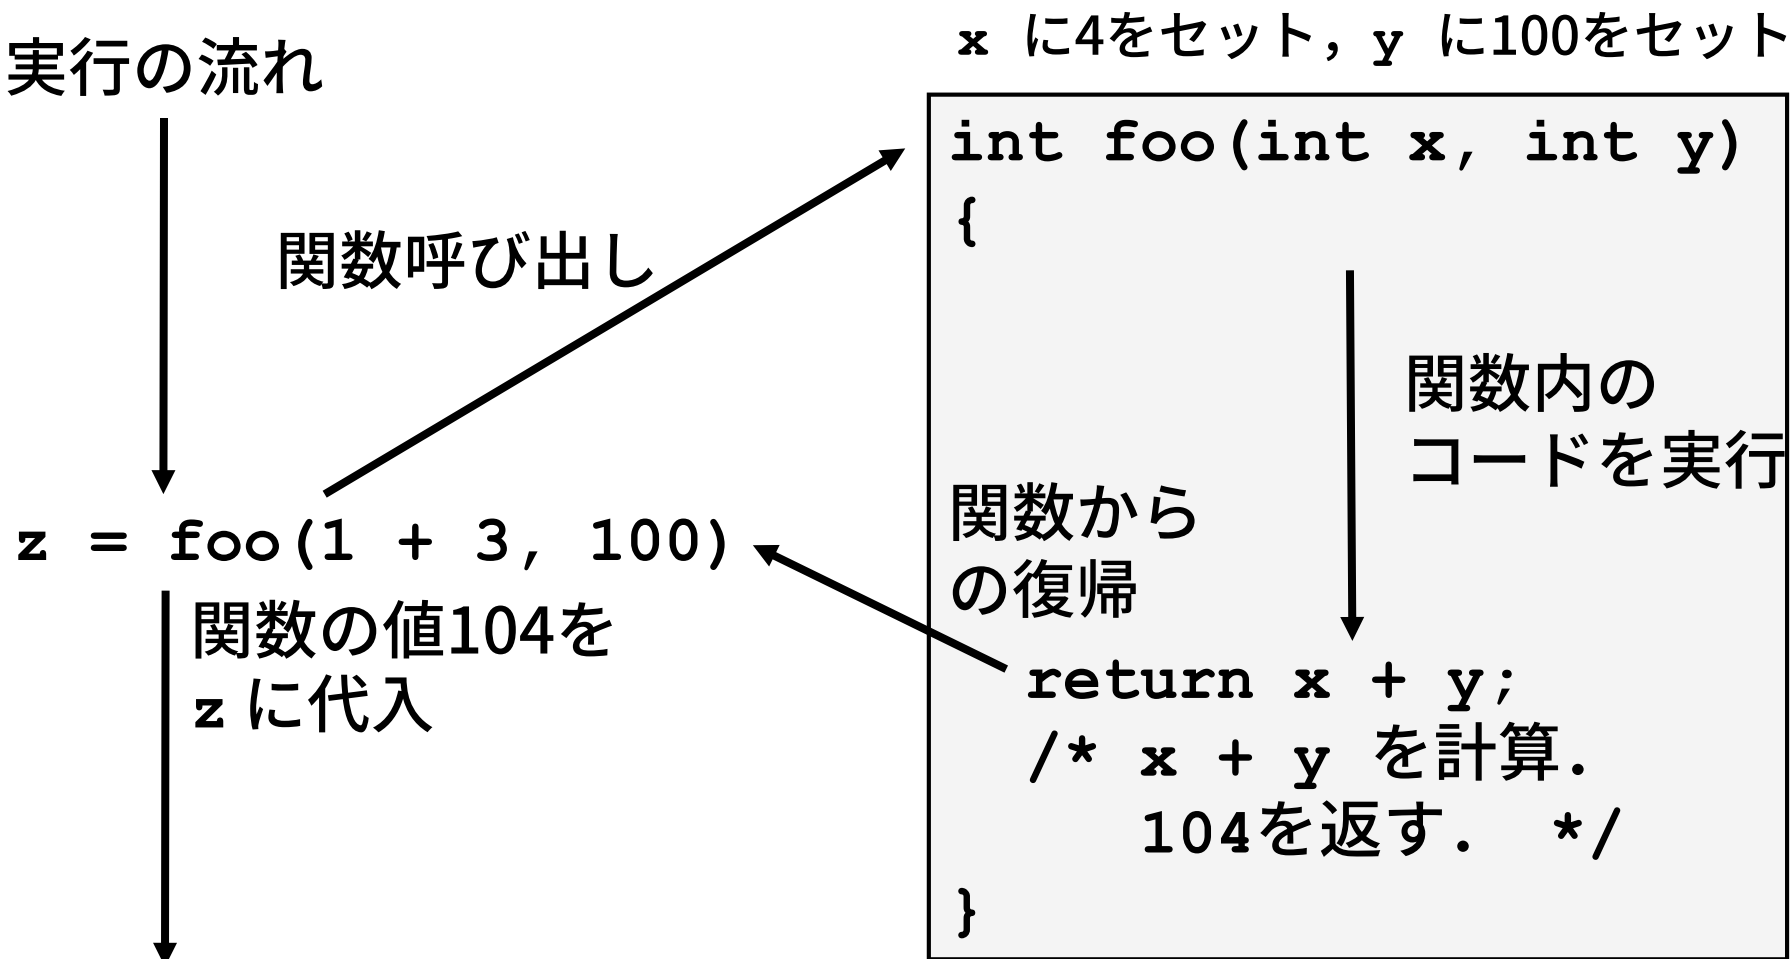 実行の流れ
関数呼び出し
z = foo(1 + 3, 100)
関数の値104を
z に代入
x に4をセット，y に100をセット
int foo(int x, int y)
{
関数内の
コードを実行
関数から
の復帰
return x + y;
/* x + y を計算．
104を返す． */
}